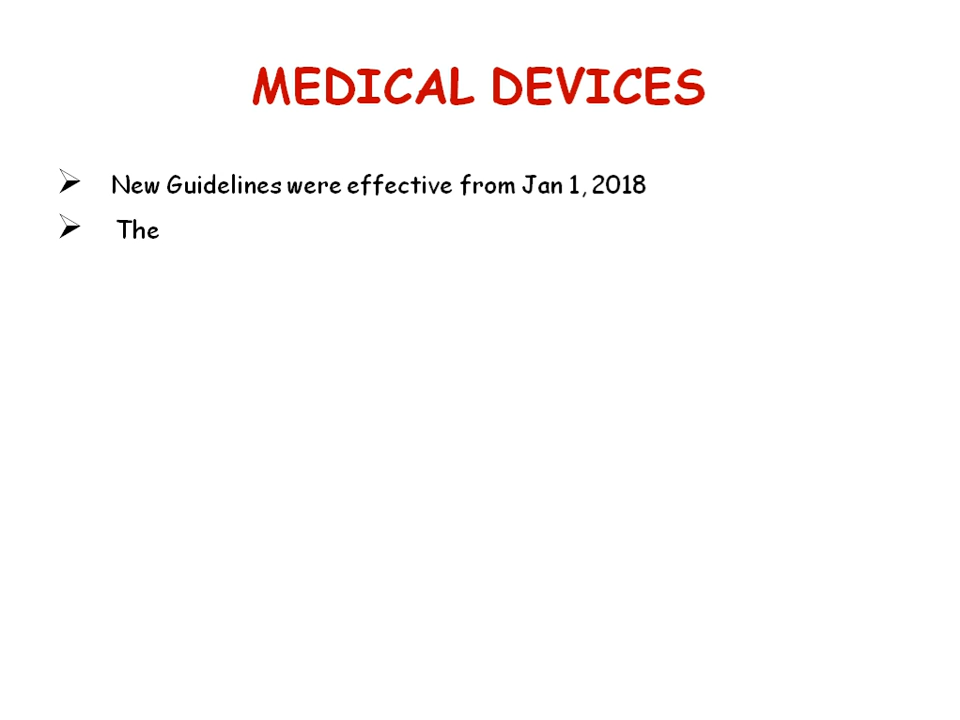 MEDICAL DEVICES
➢ New Guidelines were effective from Jan 1, 2018
➢ The